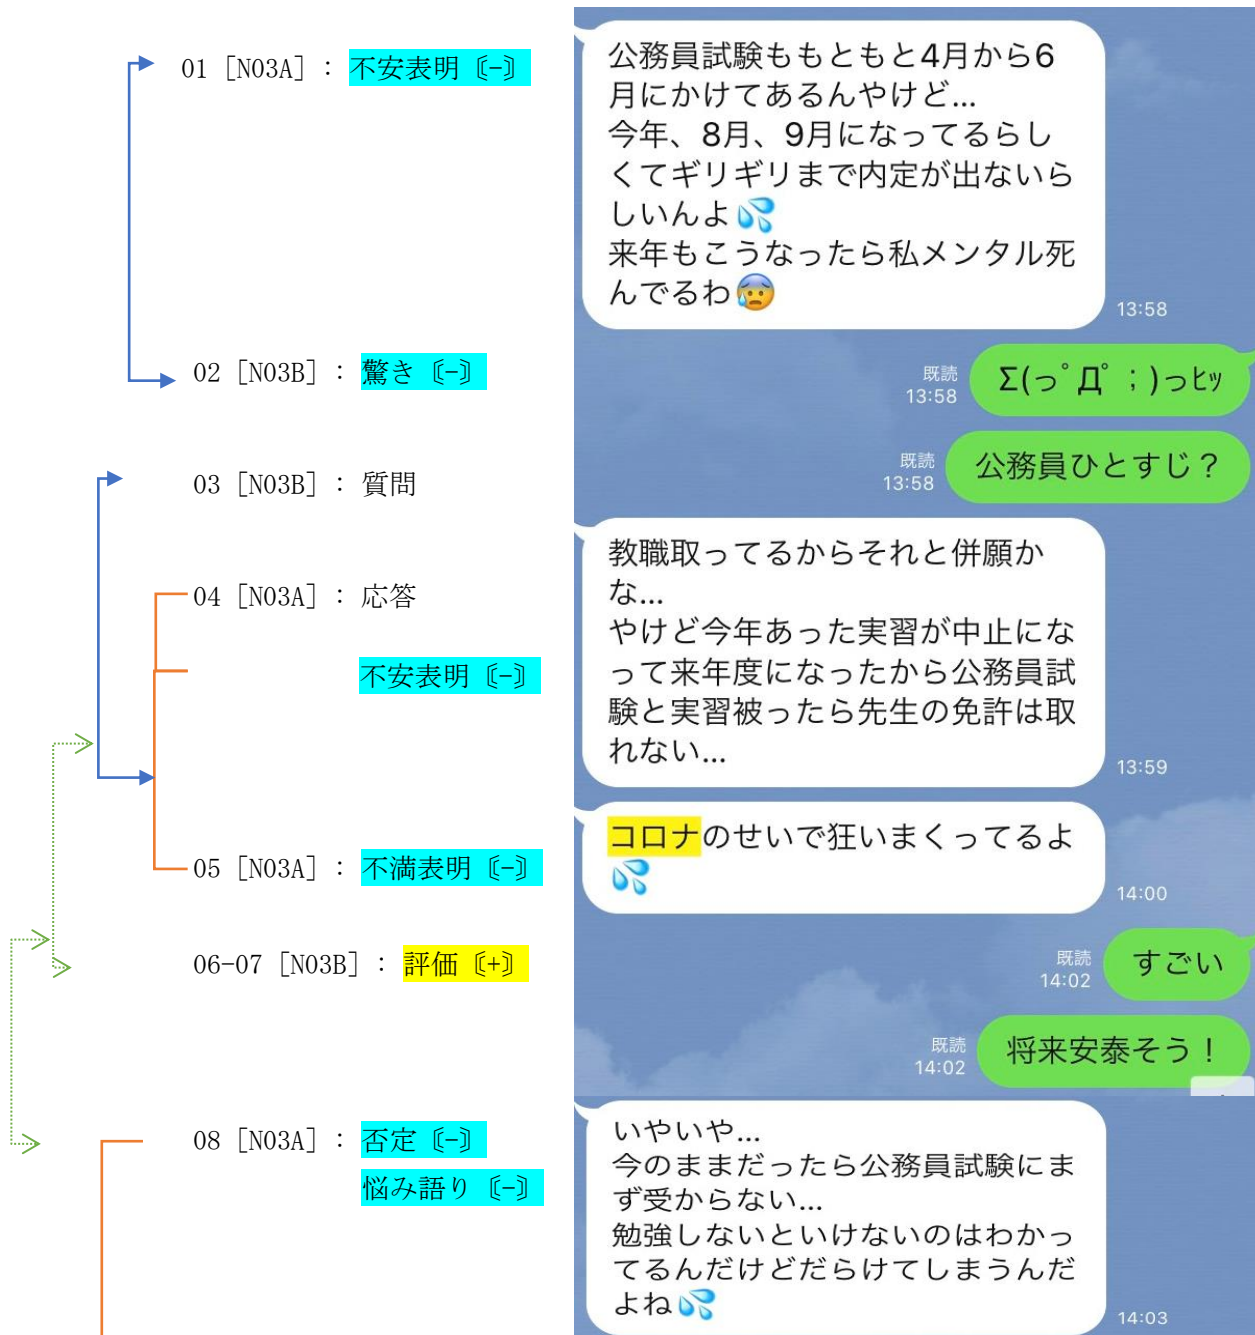 01［N03A］：不安表明〔−〕
公務員試験ももともと4月から6
月にかけてあるんやけど...
今年、8月、9月になってるらし
くてギリギリまで内定が出ないら
しいんよ💦
来年もこうなったら私メンタル死
んでるわ😰
13:58
02［N03B］：驚き〔−〕
既読
13:58
Σ(っﾟДﾟ；)っヒッ
03［N03B］：質問
既読
13:58
公務員ひとすじ？
04［N03A］：応答
不安表明〔−〕
教職取ってるからそれと併願か
な...
やけど今年あった実習が中止にな
って来年度になったから公務員試
験と実習被ったら先生の免許は取
れない...
13:59
05［N03A］：不満表明〔−〕
コロナのせいで狂いまくってるよ
💦
14:00
06−07［N03B］：評価〔+〕
既読
14:02
すごい
既読
14:02
将来安泰そう！
08［N03A］：否定〔−〕
悩み語り〔−〕
いやいや...
今のままだったら公務員試験にま
ず受からない...
勉強しないといけないのはわかっ
てるんだけどだらけてしまうんだ
よね💦
14:03